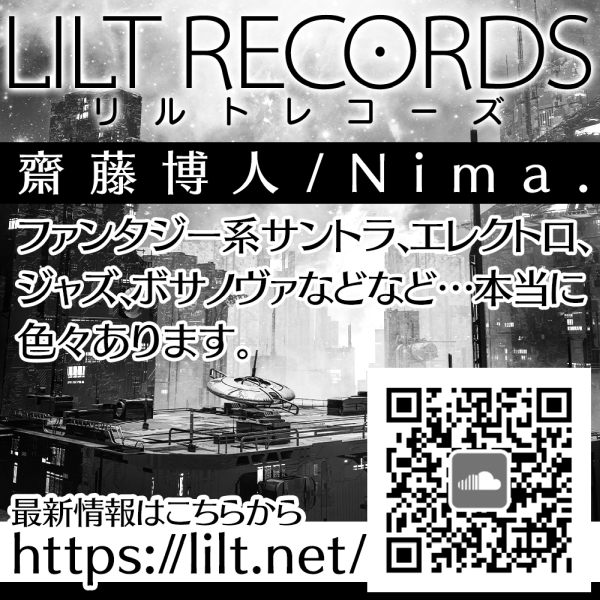 LILT RECORDS
リルトレコーズ
齋藤博人/Nima.
ファンタジー系サントラ、エレクトロ、
ジャズ、ボサノヴァなどなど…本当に
色々あります。
最新情報はこちらから
https://lilt.net/